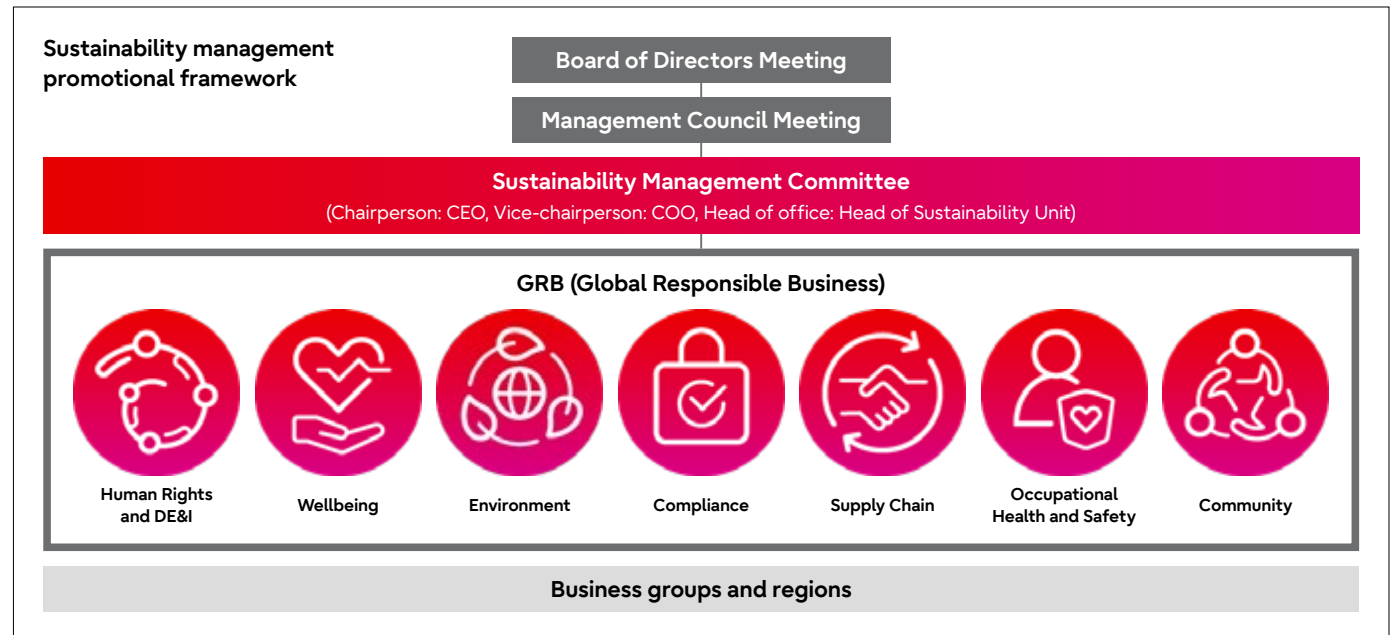 Sustainability management
promotional framework
Board of Directors Meeting
Management Council Meeting
Sustainability Management Committee
(Chairperson: CEO, Vice-chairperson: COO, Head of office: Head of Sustainability Unit)
GRB (Global Responsible Business)
Human Rights
and DE&I
Wellbeing
Environment
Compliance
Supply Chain
Occupational
Health and Safety
Community
Business groups and regions